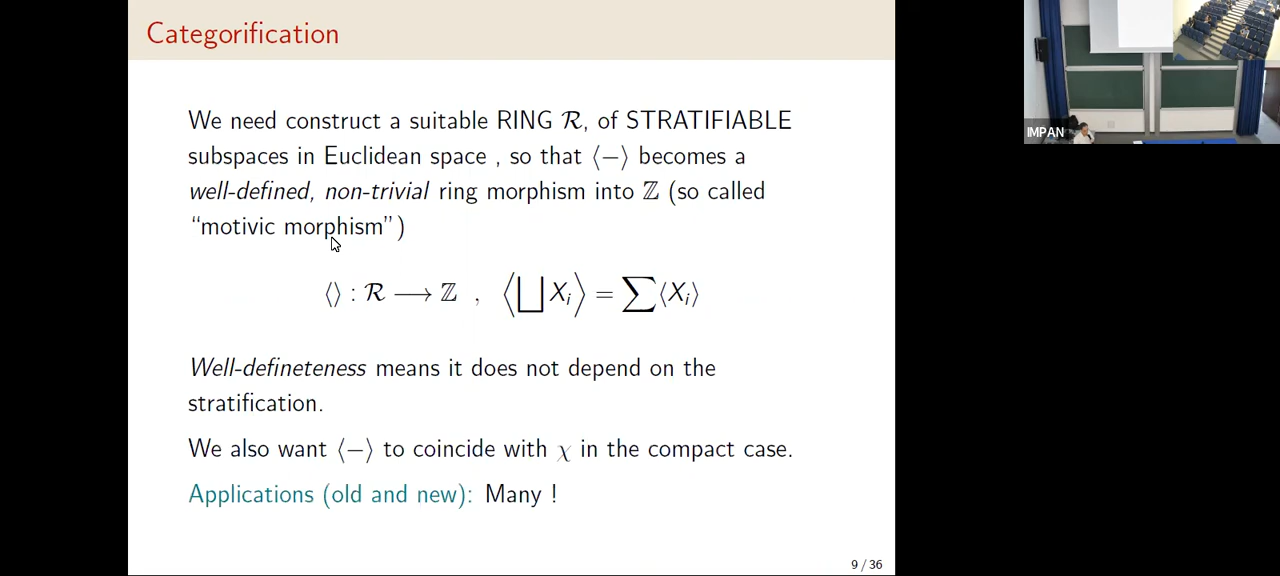 Categorification
We need construct a suitable RING ℛ, of STRATIFIABLE
subspaces in Euclidean space , so that ⟨−⟩ becomes a
well-defined, non-trivial ring morphism into ℤ (so called
“motivic morphism”)
⟨⟩ : ℛ ⟶ ℤ , ⟨⨆ Xᵢ⟩ = ∑⟨Xᵢ⟩
Well-defineteness means it does not depend on the
stratification.
We also want ⟨−⟩ to coincide with χ in the compact case.
Applications (old and new): Many !
9 / 36
IMPAN